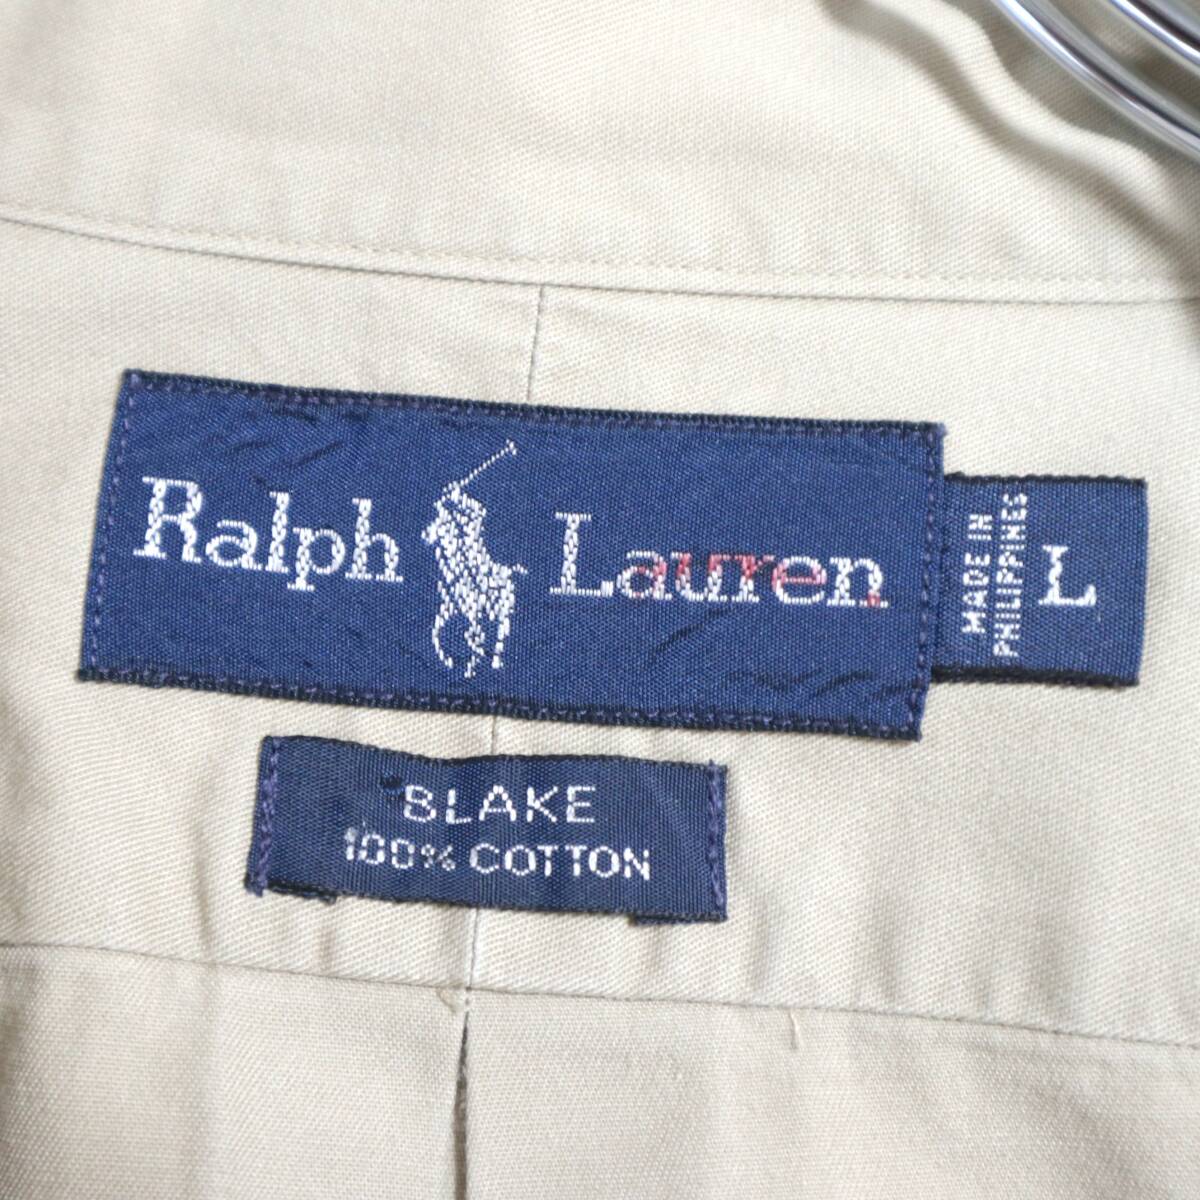 Ralph Lauren
MADE IN
PHILIPPINES
L
BLAKE
100% COTTON